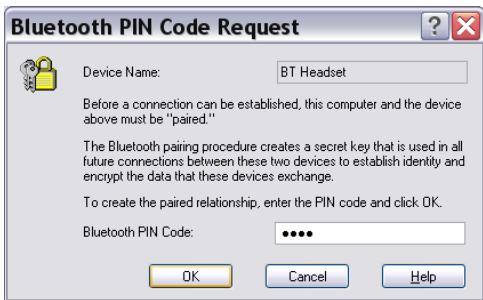 Bluetooth PIN Code Request
Device Name: BT Headset
Before a connection can be established, this computer and the device
above must be "paired."
The Bluetooth pairing procedure creates a secret key that is used in all
future connections between these two devices to establish identity and
encrypt the data that these devices exchange.
To create the paired relationship, enter the PIN code and click OK.
Bluetooth PIN Code: ••••
OK Cancel Help